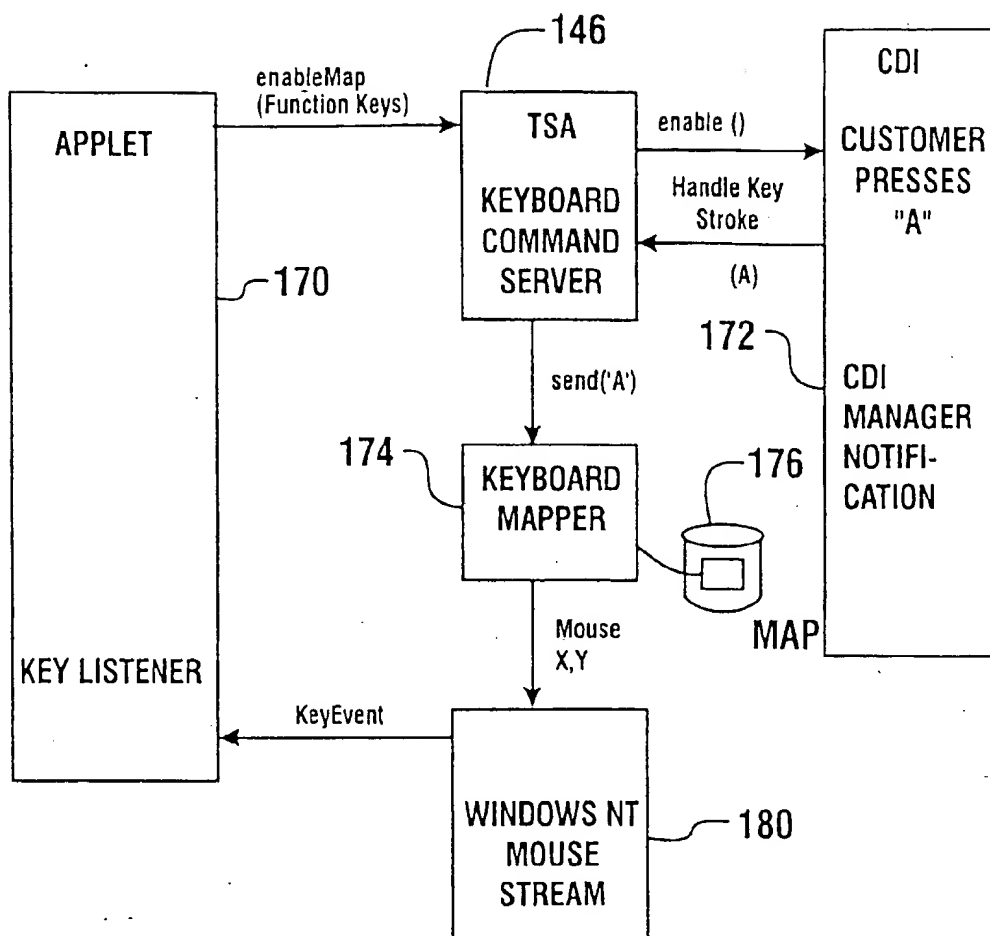 146
enableMap
(Function Keys)
APPLET
170
KEY LISTENER
TSA
KEYBOARD
COMMAND
SERVER
enable ()
Handle Key
Stroke
(A)
CDI
CUSTOMER
PRESSES
"A"
172
CDI
MANAGER
NOTIFI-
CATION
send('A')
174
KEYBOARD
MAPPER
176
MAP
Mouse
X,Y
KeyEvent
WINDOWS NT
MOUSE
STREAM
180